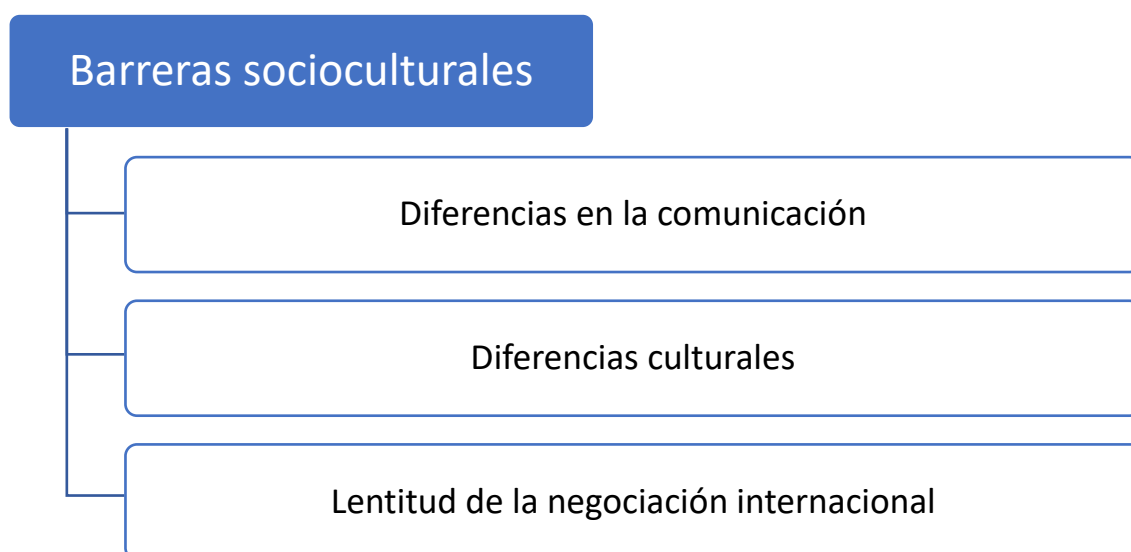 Barreras socioculturales
Diferencias en la comunicación
Diferencias culturales
Lentitud de la negociación internacional